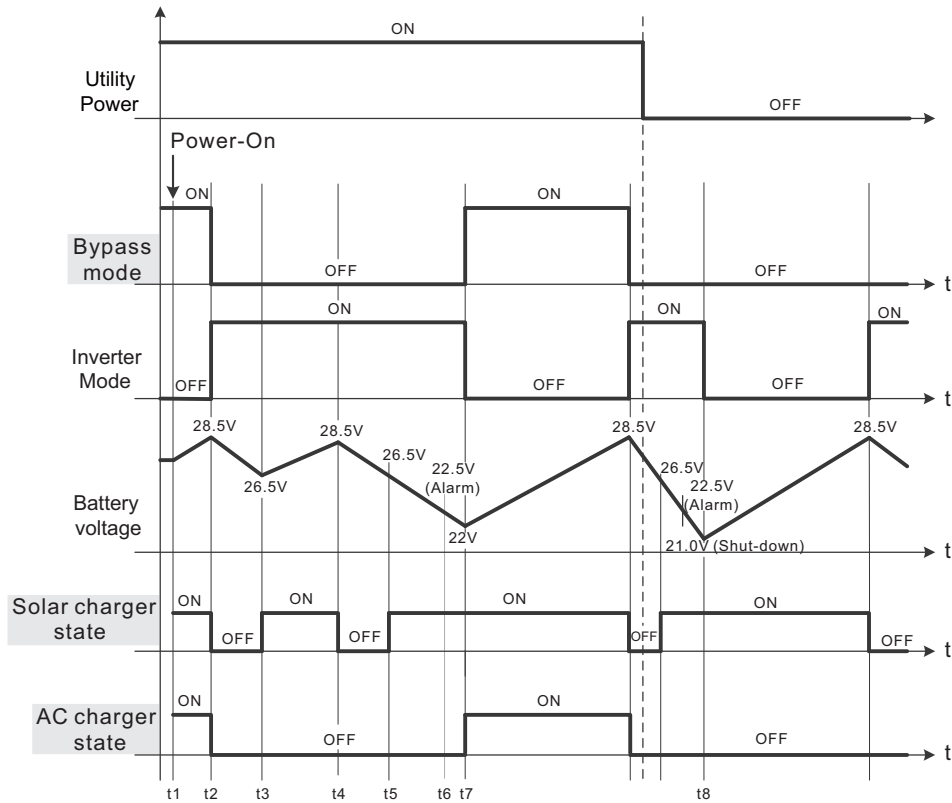 ON
Utility
Power
OFF
Power-On
ON
ON
Bypass
mode
OFF
OFF
t
ON
ON
ON
Inverter
Mode
OFF
OFF
OFF
t
28.5V
28.5V
28.5V
28.5V
26.5V
26.5V
22.5V
(Alarm)
26.5V
22.5V
(Alarm)
Battery
voltage
22V
21.0V (Shut-down)
t
Solar charger
state
ON
ON
ON
ON
OFF
OFF
OFF
OFF
t
AC charger
state
ON
ON
OFF
OFF
t
t1
t2
t3
t4
t5
t6
t7
t8